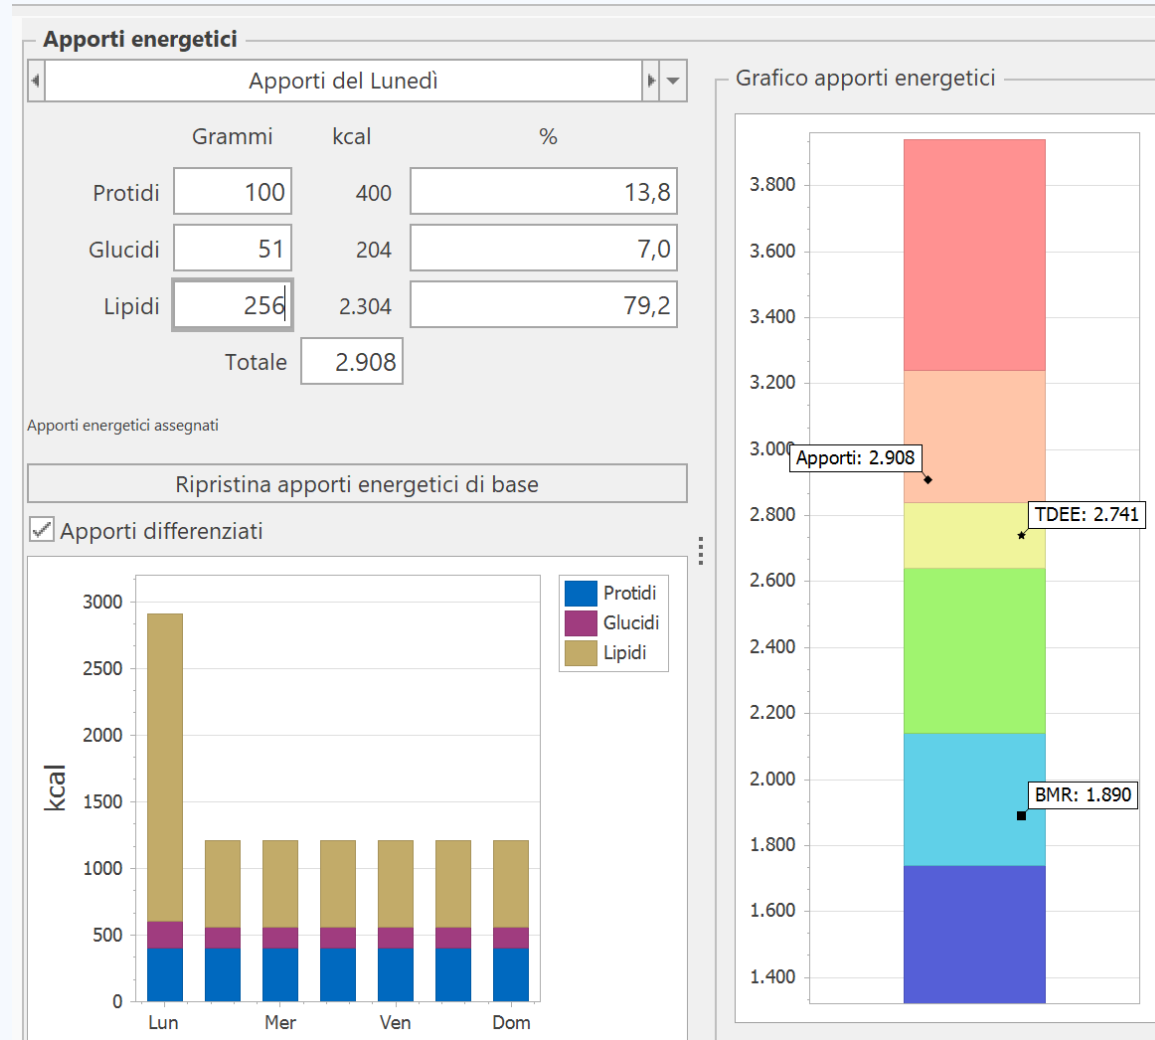 Apporti energetici
Apporti del Lunedì
Grammi kcal %
Protidi 100 400 13,8
Glucidi 51 204 7,0
Lipidi 256 2.304 79,2
Totale 2.908
Apporti energetici assegnati
Ripristina apporti energetici di base
Apporti differenziati
3000
2500
2000
1500
1000
500
0
kcal
Lun Mer Ven Dom
Protidi
Glucidi
Lipidi
Grafico apporti energetici
3.800
3.600
3.400
3.200
3.000
Apporti: 2.908
2.800
TDEE: 2.741
2.600
2.400
2.200
2.000
BMR: 1.890
1.800
1.600
1.400